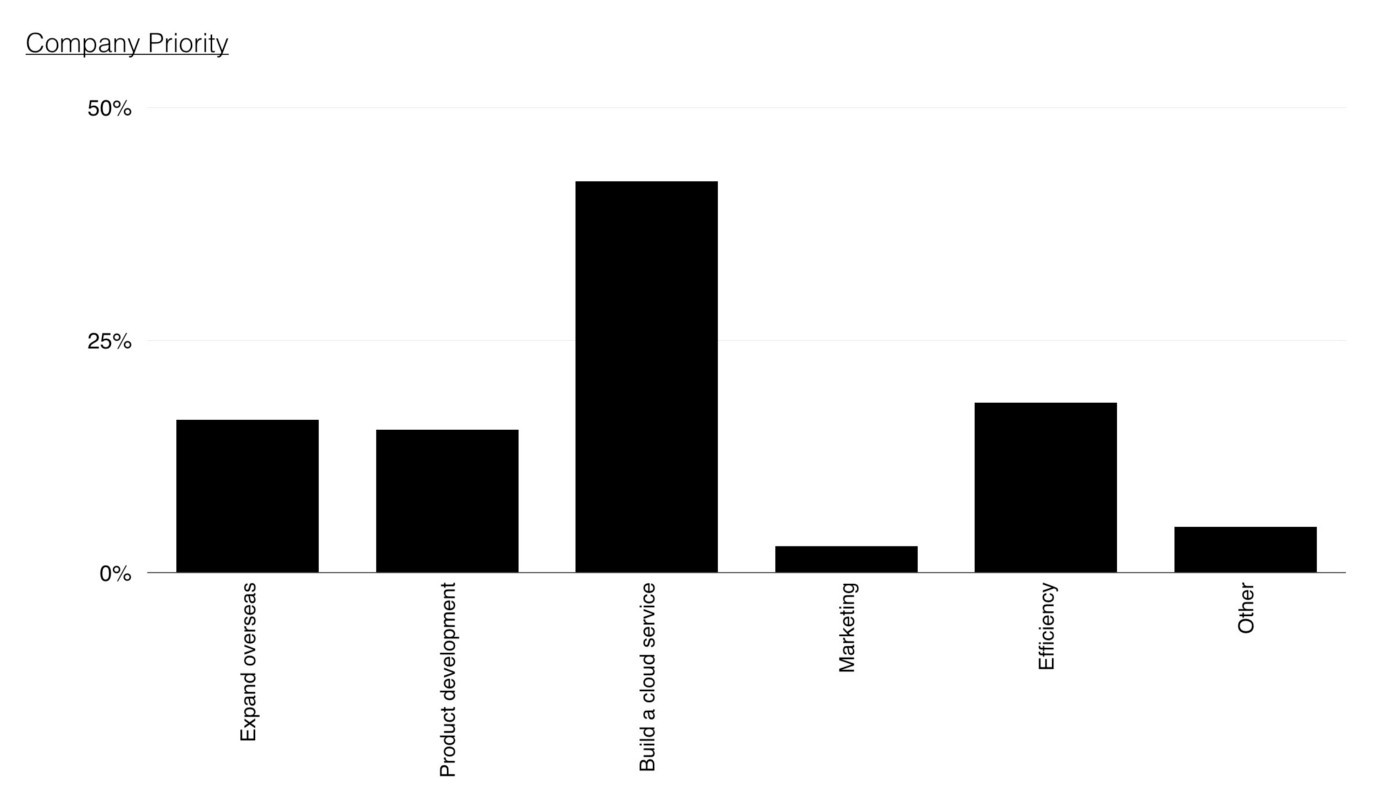 Company Priority
50%
25%
0%
Expand overseas
Product development
Build a cloud service
Marketing
Efficiency
Other